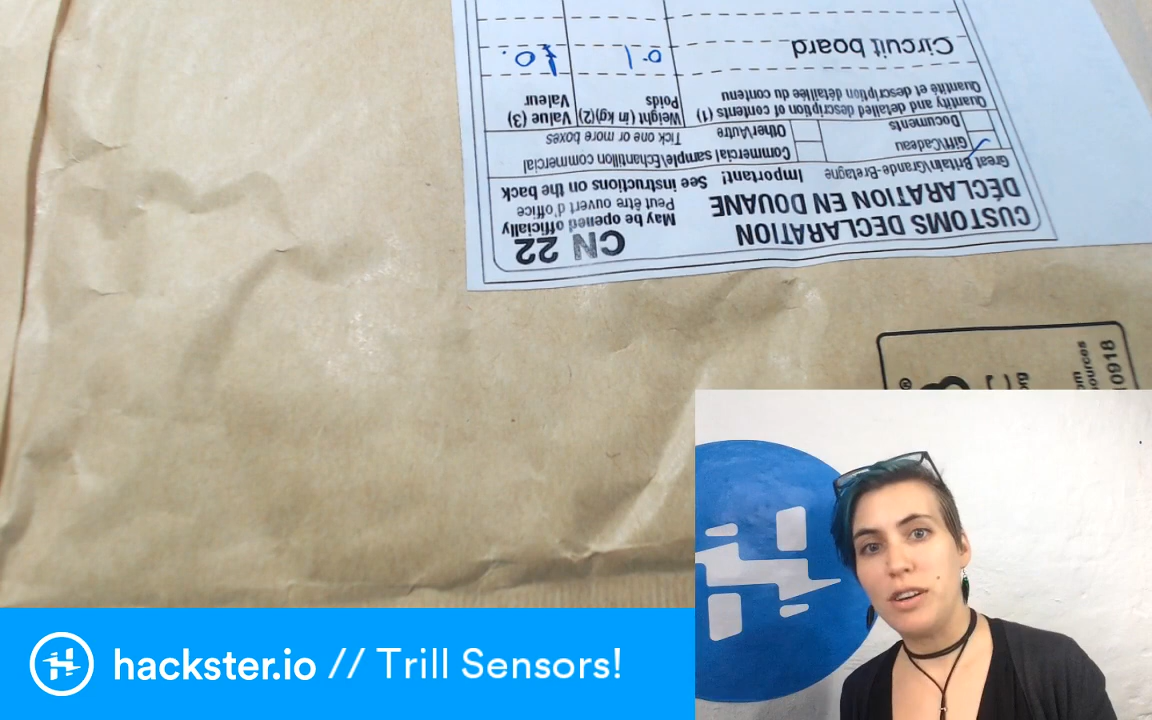 CUSTOMS DECLARATION
DÉCLARATION EN DOUANE
CN 22
May be opened officially
Peut être ouvert d'office
Great Britain\Grande-Bretagne
Important!
See instructions on the back
Gift\Cadeau
Commercial sample\Echantillon commercial
Documents
Other\Autre
Tick one or more boxes
Quantity and detailed description of contents (1)
Quantité et description détaillée du contenu
Weight (in kg)(2)
Poids
Value (3)
Valeur
Circuit board
0.1
®
org
10918
hackster.io // Trill Sensors!